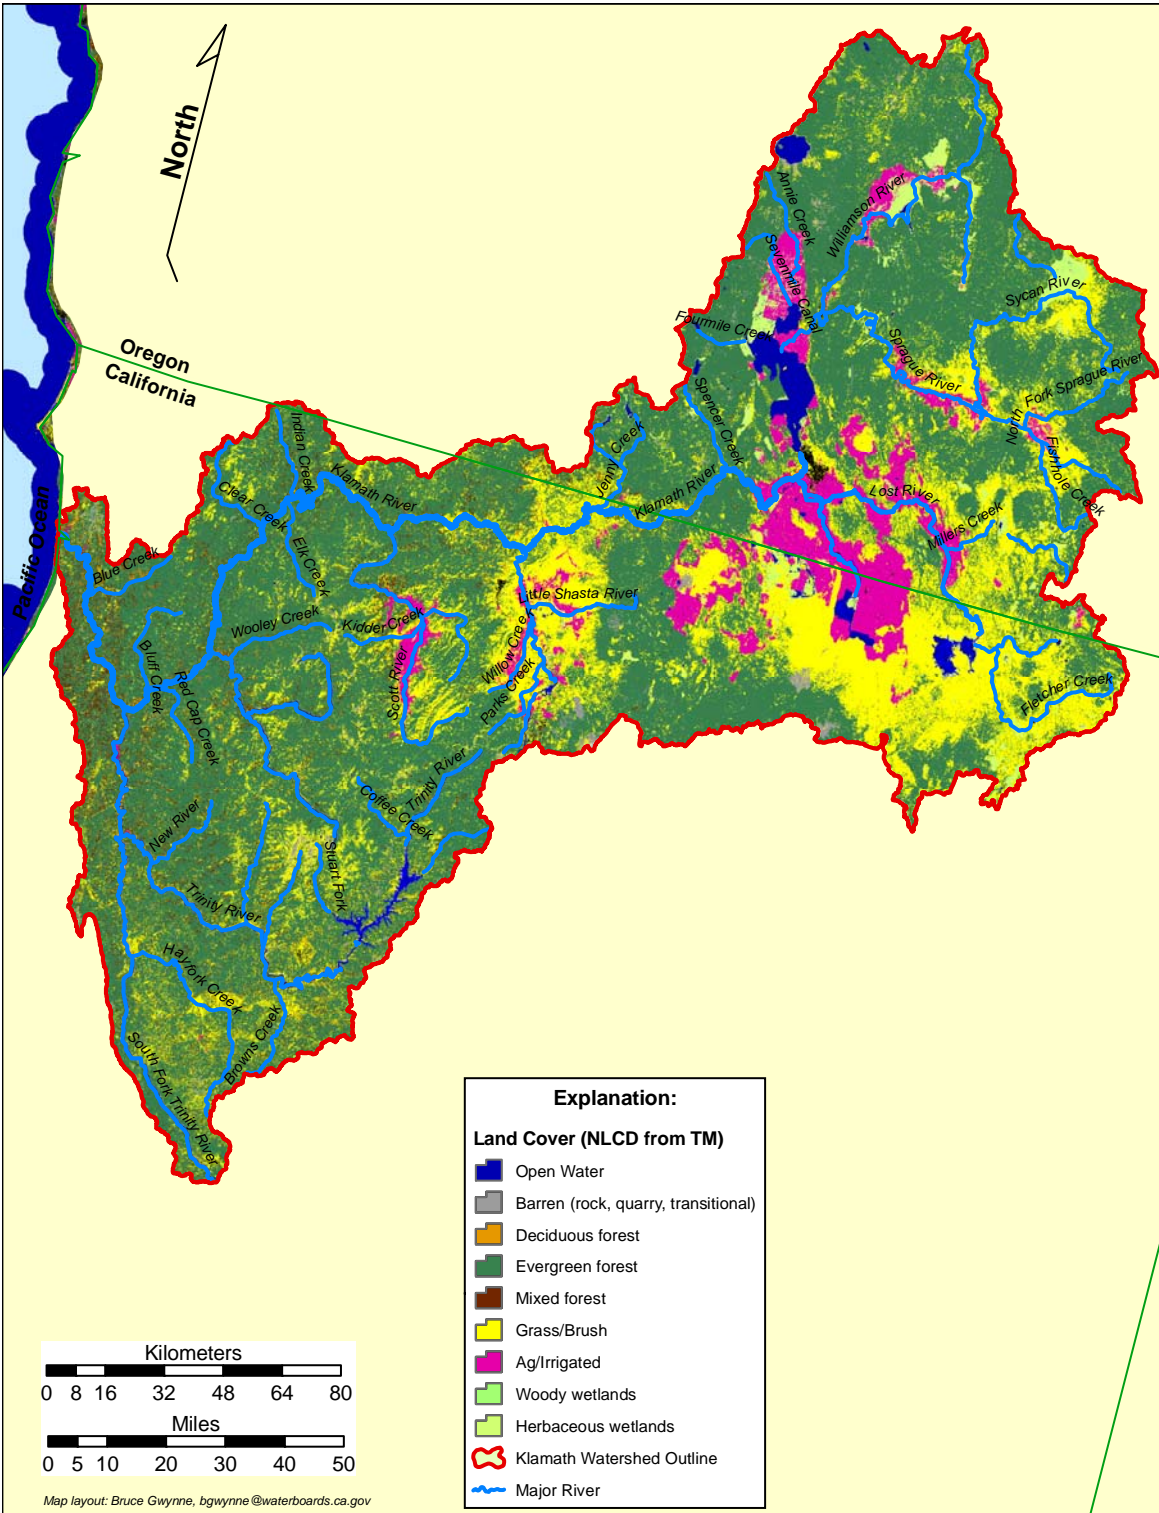 North
Oregon
California
Pacific Ocean
Annie Creek
Williamson River
Sevenmile Canal
Fourmile Creek
Sycan River
Sprague River
North Fork Sprague River
Fishhole Creek
Spencer Creek
Jenny Creek
Klamath River
Lost River
Millers Creek
Fletcher Creek
Indian Creek
Klamath River
Clear Creek
Elk Creek
Blue Creek
Wooley Creek
Kidder Creek
Little Shasta River
Willow Creek
Parks Creek
Scott River
Bluff Creek
Red Cap Creek
Trinity River
Coffee Creek
New River
Stuart Fork
Trinity River
Hayfork Creek
Browns Creek
South Fork Trinity River
Explanation:
Land Cover (NLCD from TM)
Open Water
Barren (rock, quarry, transitional)
Deciduous forest
Evergreen forest
Mixed forest
Grass/Brush
Ag/Irrigated
Woody wetlands
Herbaceous wetlands
Klamath Watershed Outline
Major River
Kilometers
0 8 16 32 48 64 80
Miles
0 5 10 20 30 40 50
Map layout: Bruce Gwynne, bgwynne@waterboards.ca.gov